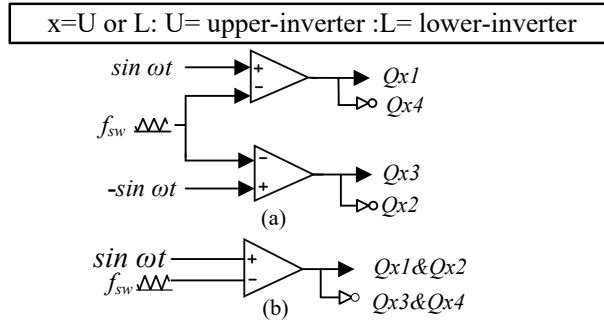 x=U or L: U= upper-inverter :L= lower-inverter
sin ωt
+
Qx1
−
Qx4
fsw
−
Qx3
-sin ωt
+
Qx2
(a)
sin ωt
+
Qx1&Qx2
fsw
−
(b)
Qx3&Qx4